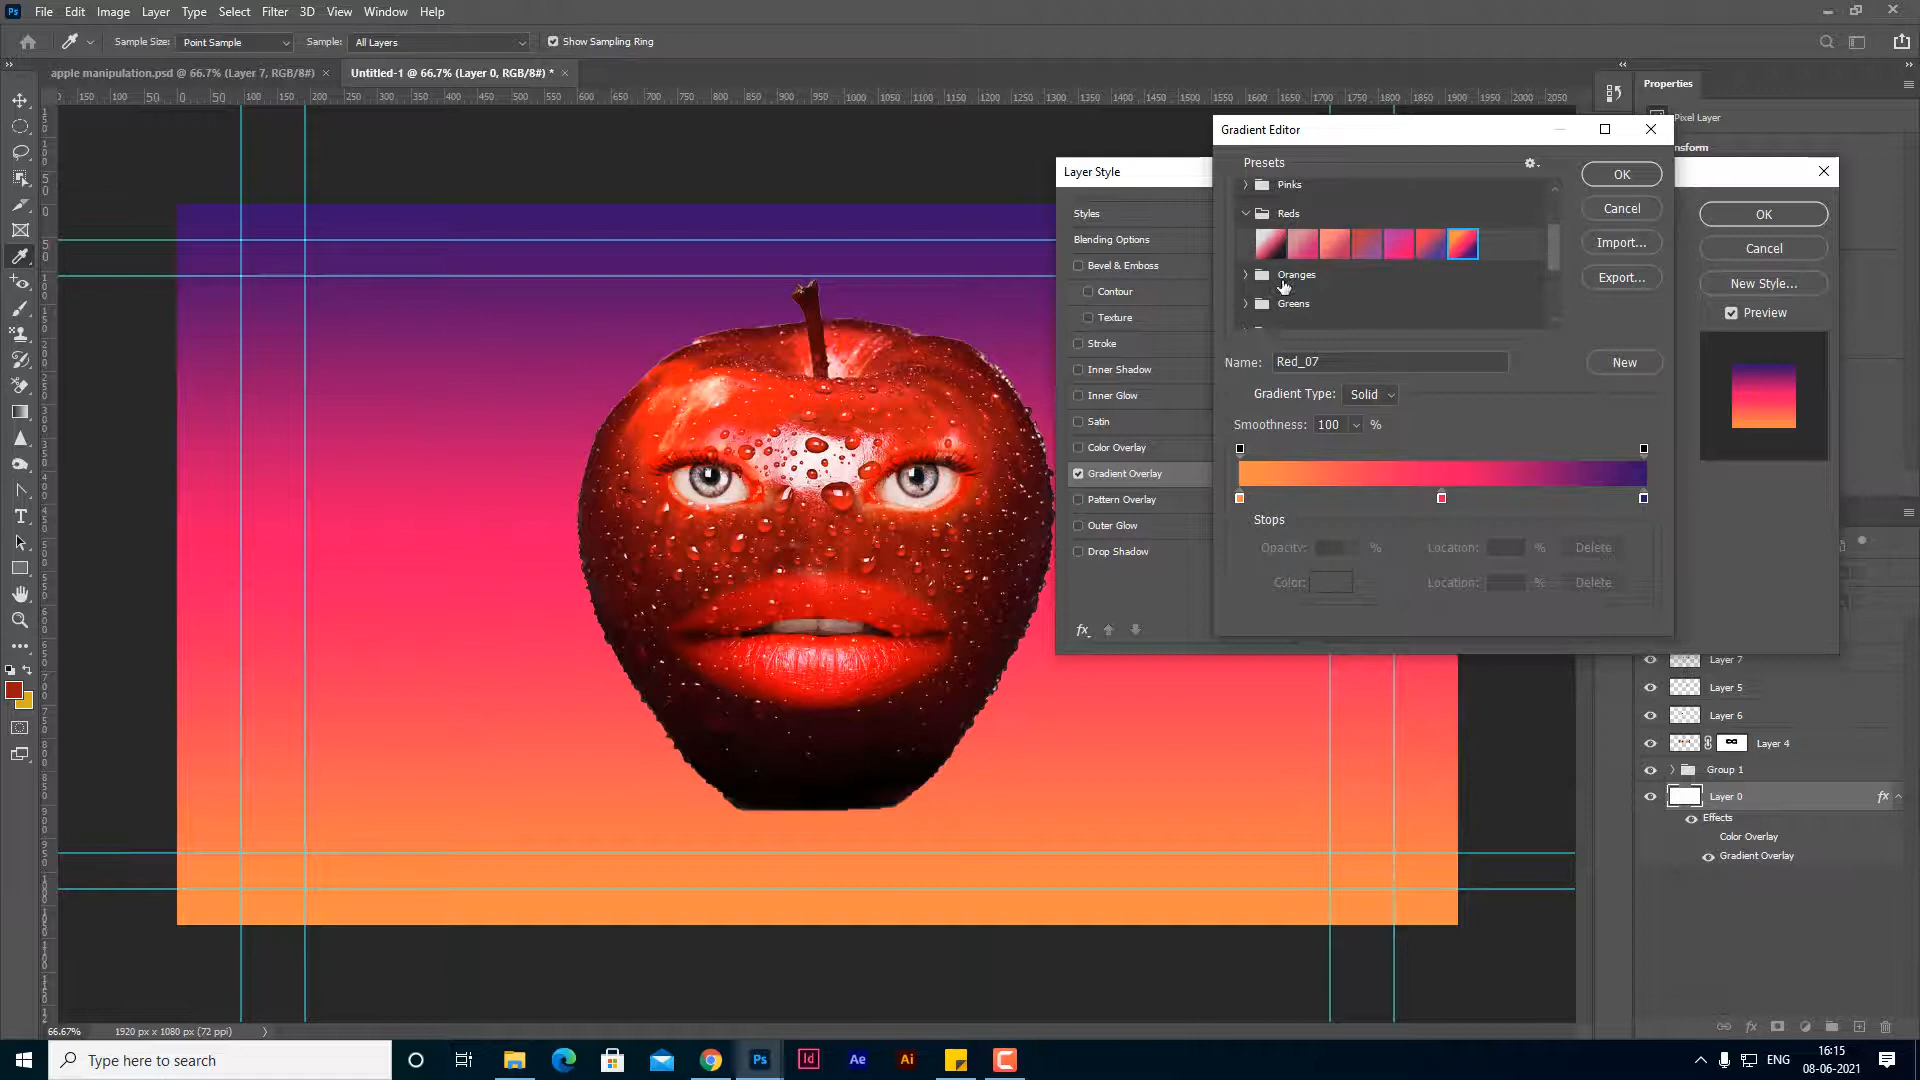 Ps File Edit Image Layer Type Select Filter 3D View Window Help
Sample Size: Point Sample Sample: All Layers Show Sampling Ring
apple manipulation.psd @ 66.7% (Layer 7, RGB/8#) × Untitled-1 @ 66.7% (Layer 0, RGB/8#) * ×
Properties
150 100 50 0 50 100 150 200 250 300 350 400 450 500 550 600 650 700 750 800 850 900 950 1000 1050 1100 1150 1200 1250 1300 1350 1400 1450 1500 1550 1600 1650 1700 1750 1800 1850 1900 1950 2000 2050
Pixel Layer
Gradient Editor
Presets
Pinks
Reds
Oranges
Greens
OK
Cancel
Import...
Export...
Name: Red_07
New
Gradient Type: Solid
Smoothness: 100 %
Stops
Opacity: % Location: % Delete
Color: Location: % Delete
Layer Style
Styles
Blending Options
Bevel & Emboss
Contour
Texture
Stroke
Inner Shadow
Inner Glow
Satin
Color Overlay
Gradient Overlay
Pattern Overlay
Outer Glow
Drop Shadow
fx
OK
Cancel
New Style...
Preview
Layer 7
Layer 5
Layer 6
Layer 4
Group 1
Layer 0 fx
Effects
Color Overlay
Gradient Overlay
66.67% 1920 px x 1080 px (72 ppi)
fx
Type here to search
Ps Id Ae Ai
ENG
16:15
08-06-2021